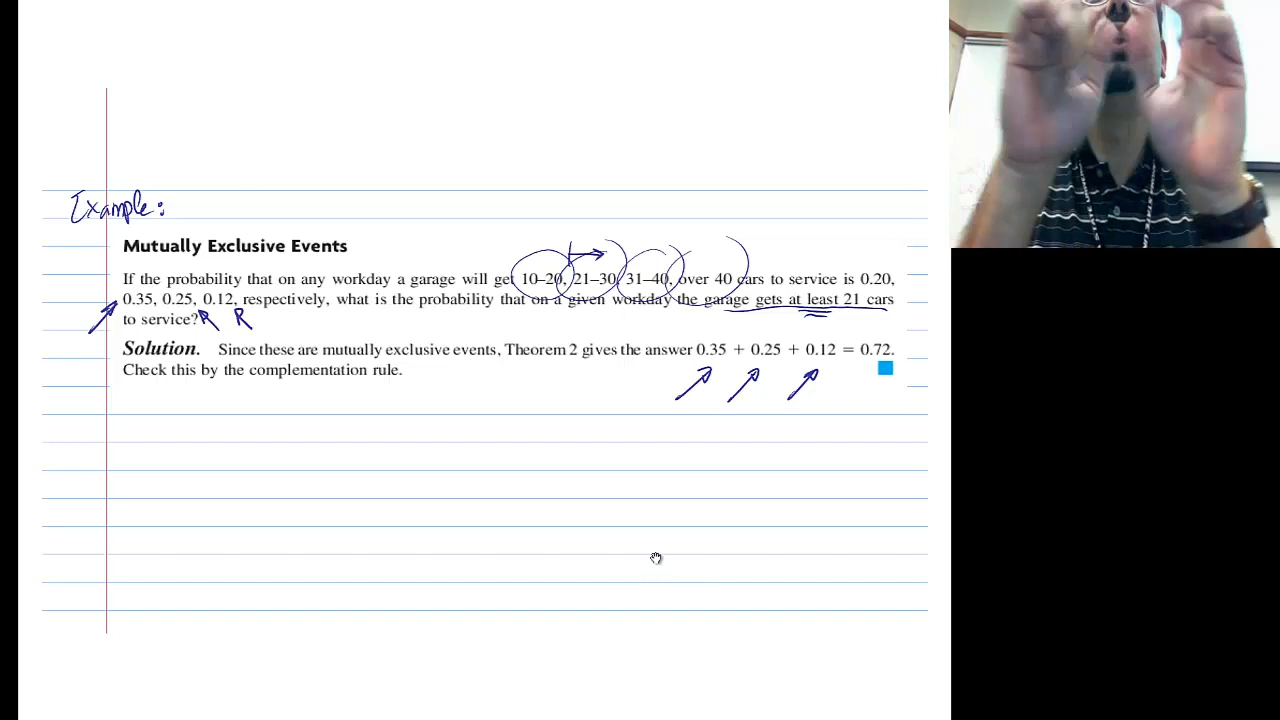 Example:
Mutually Exclusive Events
If the probability that on any workday a garage will get 10–20, 21–30, 31–40, over 40 cars to service is 0.20,
0.35, 0.25, 0.12, respectively, what is the probability that on a given workday the garage gets at least 21 cars
to service?
Solution. Since these are mutually exclusive events, Theorem 2 gives the answer 0.35 + 0.25 + 0.12 = 0.72.
Check this by the complementation rule.